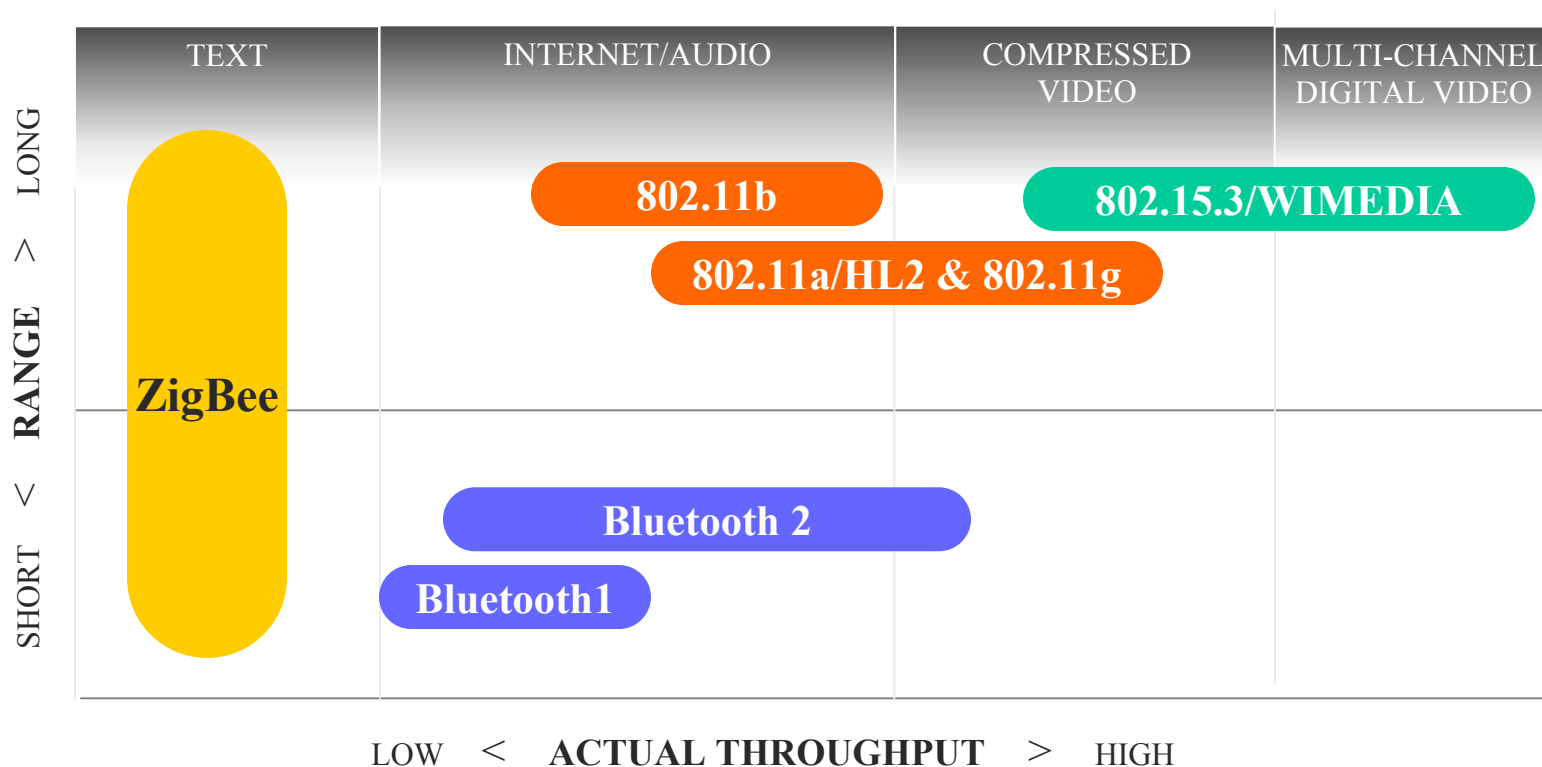 TEXT
INTERNET/AUDIO
COMPRESSED
VIDEO
MULTI-CHANNEL
DIGITAL VIDEO
SHORT < RANGE > LONG
802.11b
802.15.3/WIMEDIA
802.11a/HL2 & 802.11g
ZigBee
Bluetooth 2
Bluetooth1
LOW < ACTUAL THROUGHPUT > HIGH